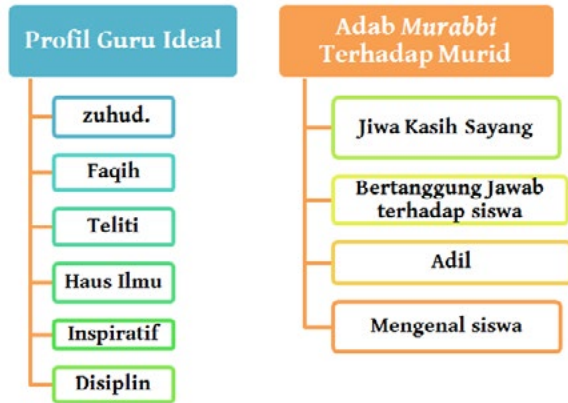 Profil Guru Ideal
zuhud.
Faqih
Teliti
Haus Ilmu
Inspiratif
Disiplin
Adab Murabbi
Terhadap Murid
Jiwa Kasih Sayang
Bertanggung Jawab
terhadap siswa
Adil
Mengenal siswa